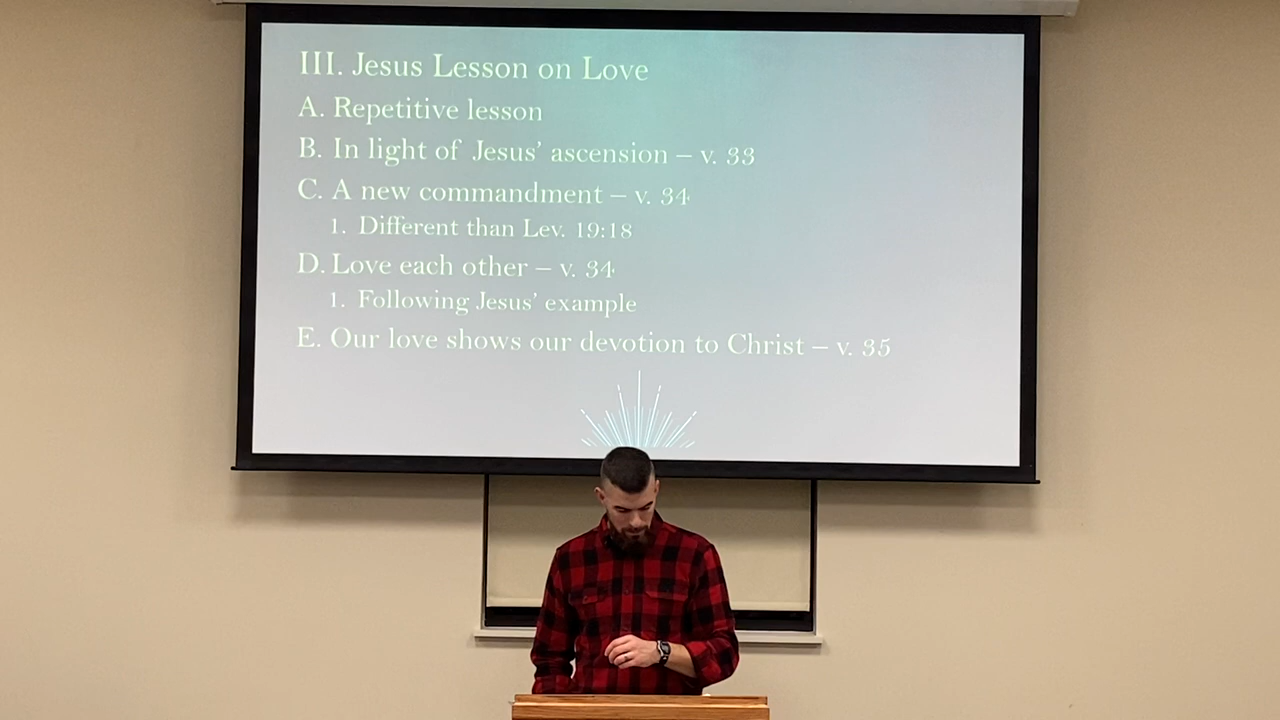 III. Jesus Lesson on Love
A. Repetitive lesson
B. In light of Jesus’ ascension – v. 33
C. A new commandment – v. 34
1. Different than Lev. 19:18
D. Love each other – v. 34
1. Following Jesus’ example
E. Our love shows our devotion to Christ – v. 35